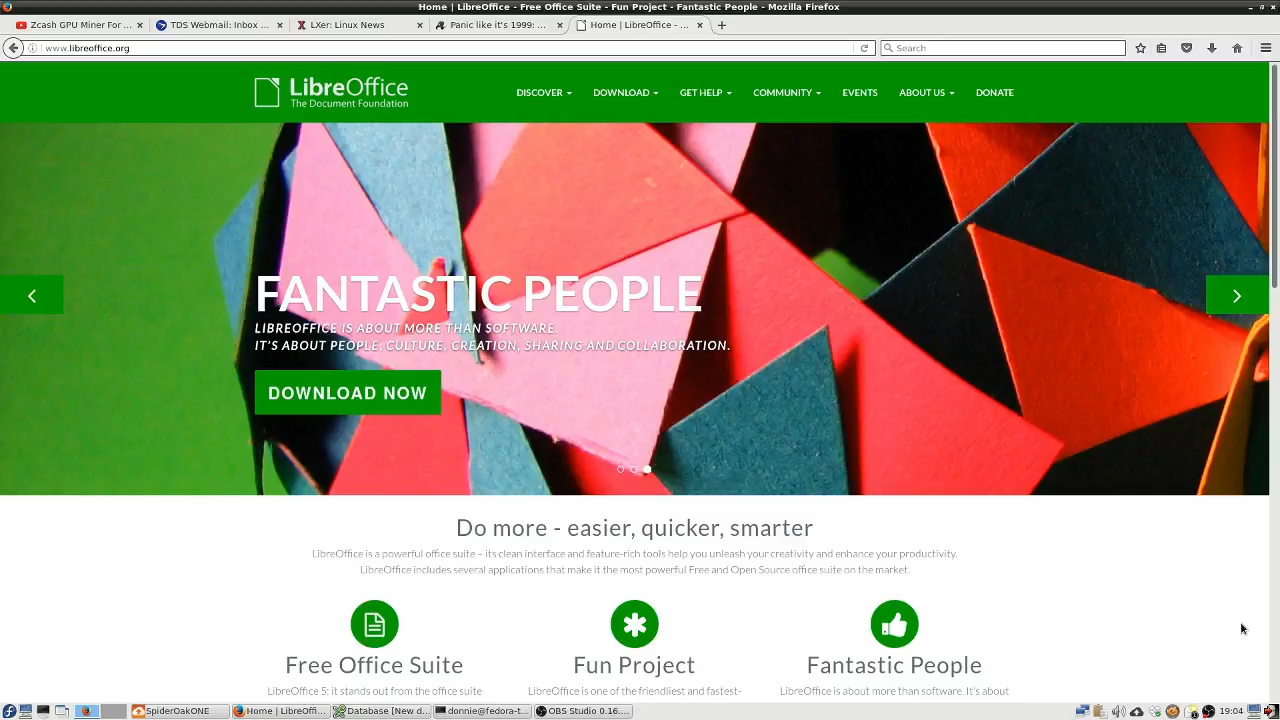 Home | LibreOffice - Free Office Suite - Fun Project - Fantastic People - Mozilla Firefox
Zcash GPU Miner For ...
TDS Webmail: Inbox ...
LXer: Linux News
Panic like it's 1999: ...
Home | LibreOffice - ...
www.libreoffice.org
Search
LibreOffice
The Document Foundation
DISCOVER
DOWNLOAD
GET HELP
COMMUNITY
EVENTS
ABOUT US
DONATE
FANTASTIC PEOPLE
LIBREOFFICE IS ABOUT MORE THAN SOFTWARE.
IT'S ABOUT PEOPLE, CULTURE, CREATION, SHARING AND COLLABORATION.
DOWNLOAD NOW
Do more - easier, quicker, smarter
LibreOffice is a powerful office suite – its clean interface and feature-rich tools help you unleash your creativity and enhance your productivity.
LibreOffice includes several applications that make it the most powerful Free and Open Source office suite on the market.
Free Office Suite
Fun Project
Fantastic People
LibreOffice 5: it stands out from the office suite
LibreOffice is one of the friendliest and fastest-
LibreOffice is about more than software. It's about
SpiderOakONE
Home | LibreOffi...
Database [New d...
donnie@fedora-t...
OBS Studio 0.16....
19:04